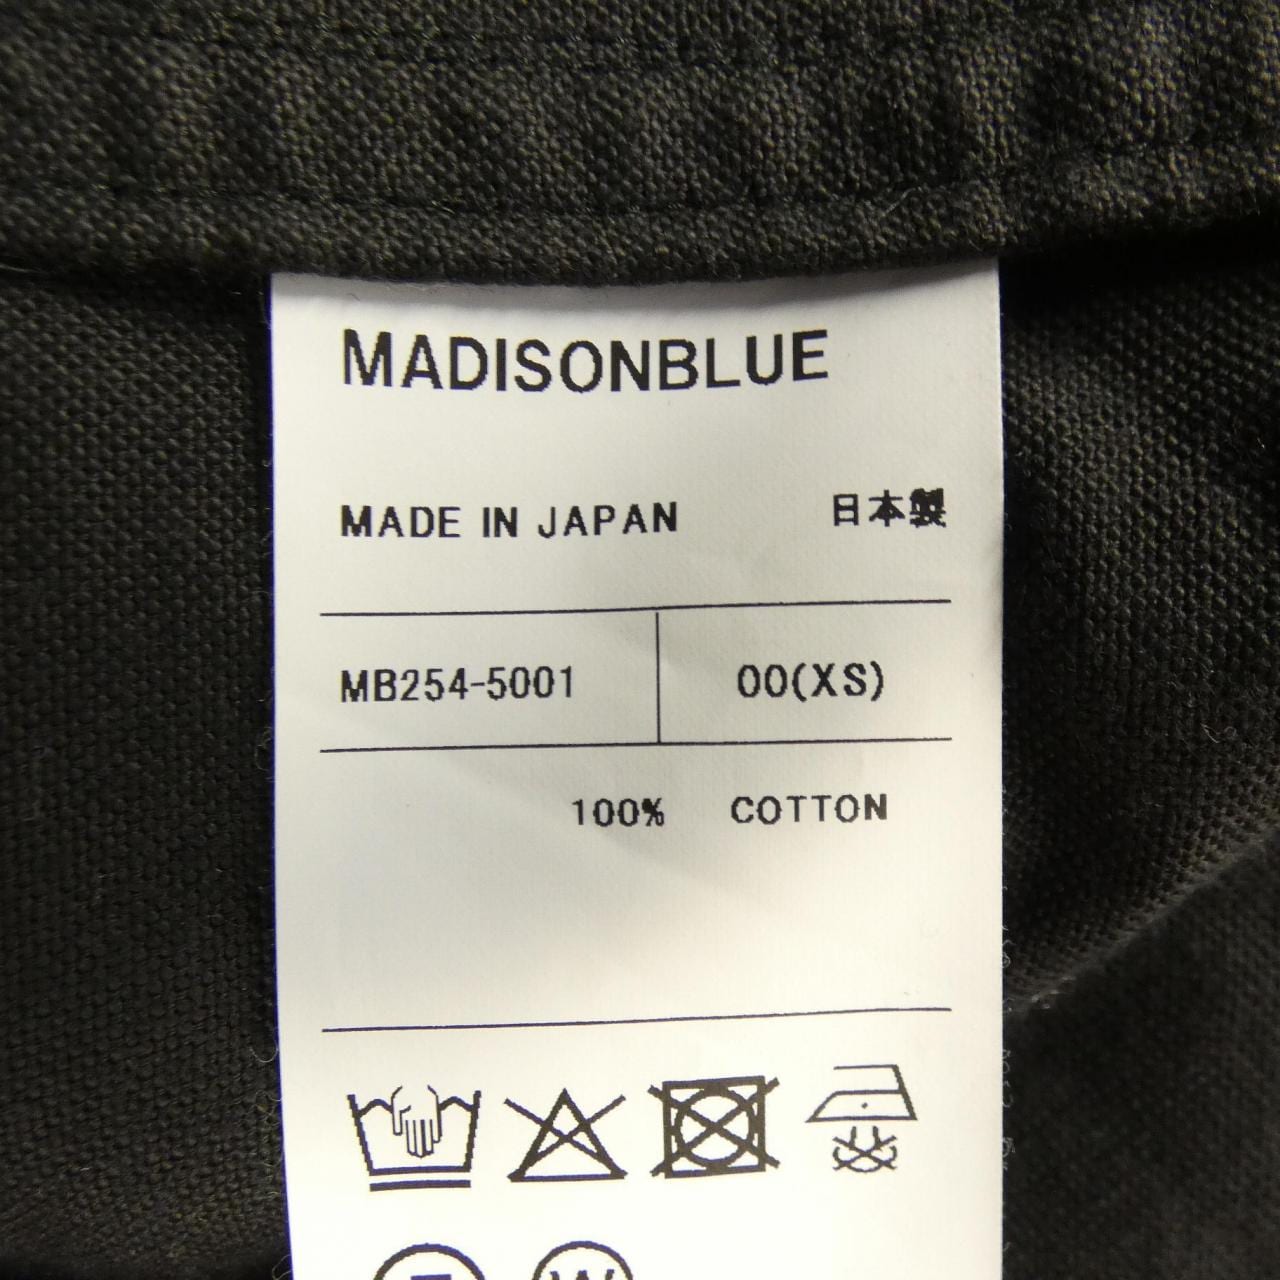 MADISONBLUE
MADE IN JAPAN 日本製
MB254-5001 00(XS)
100% COTTON
W